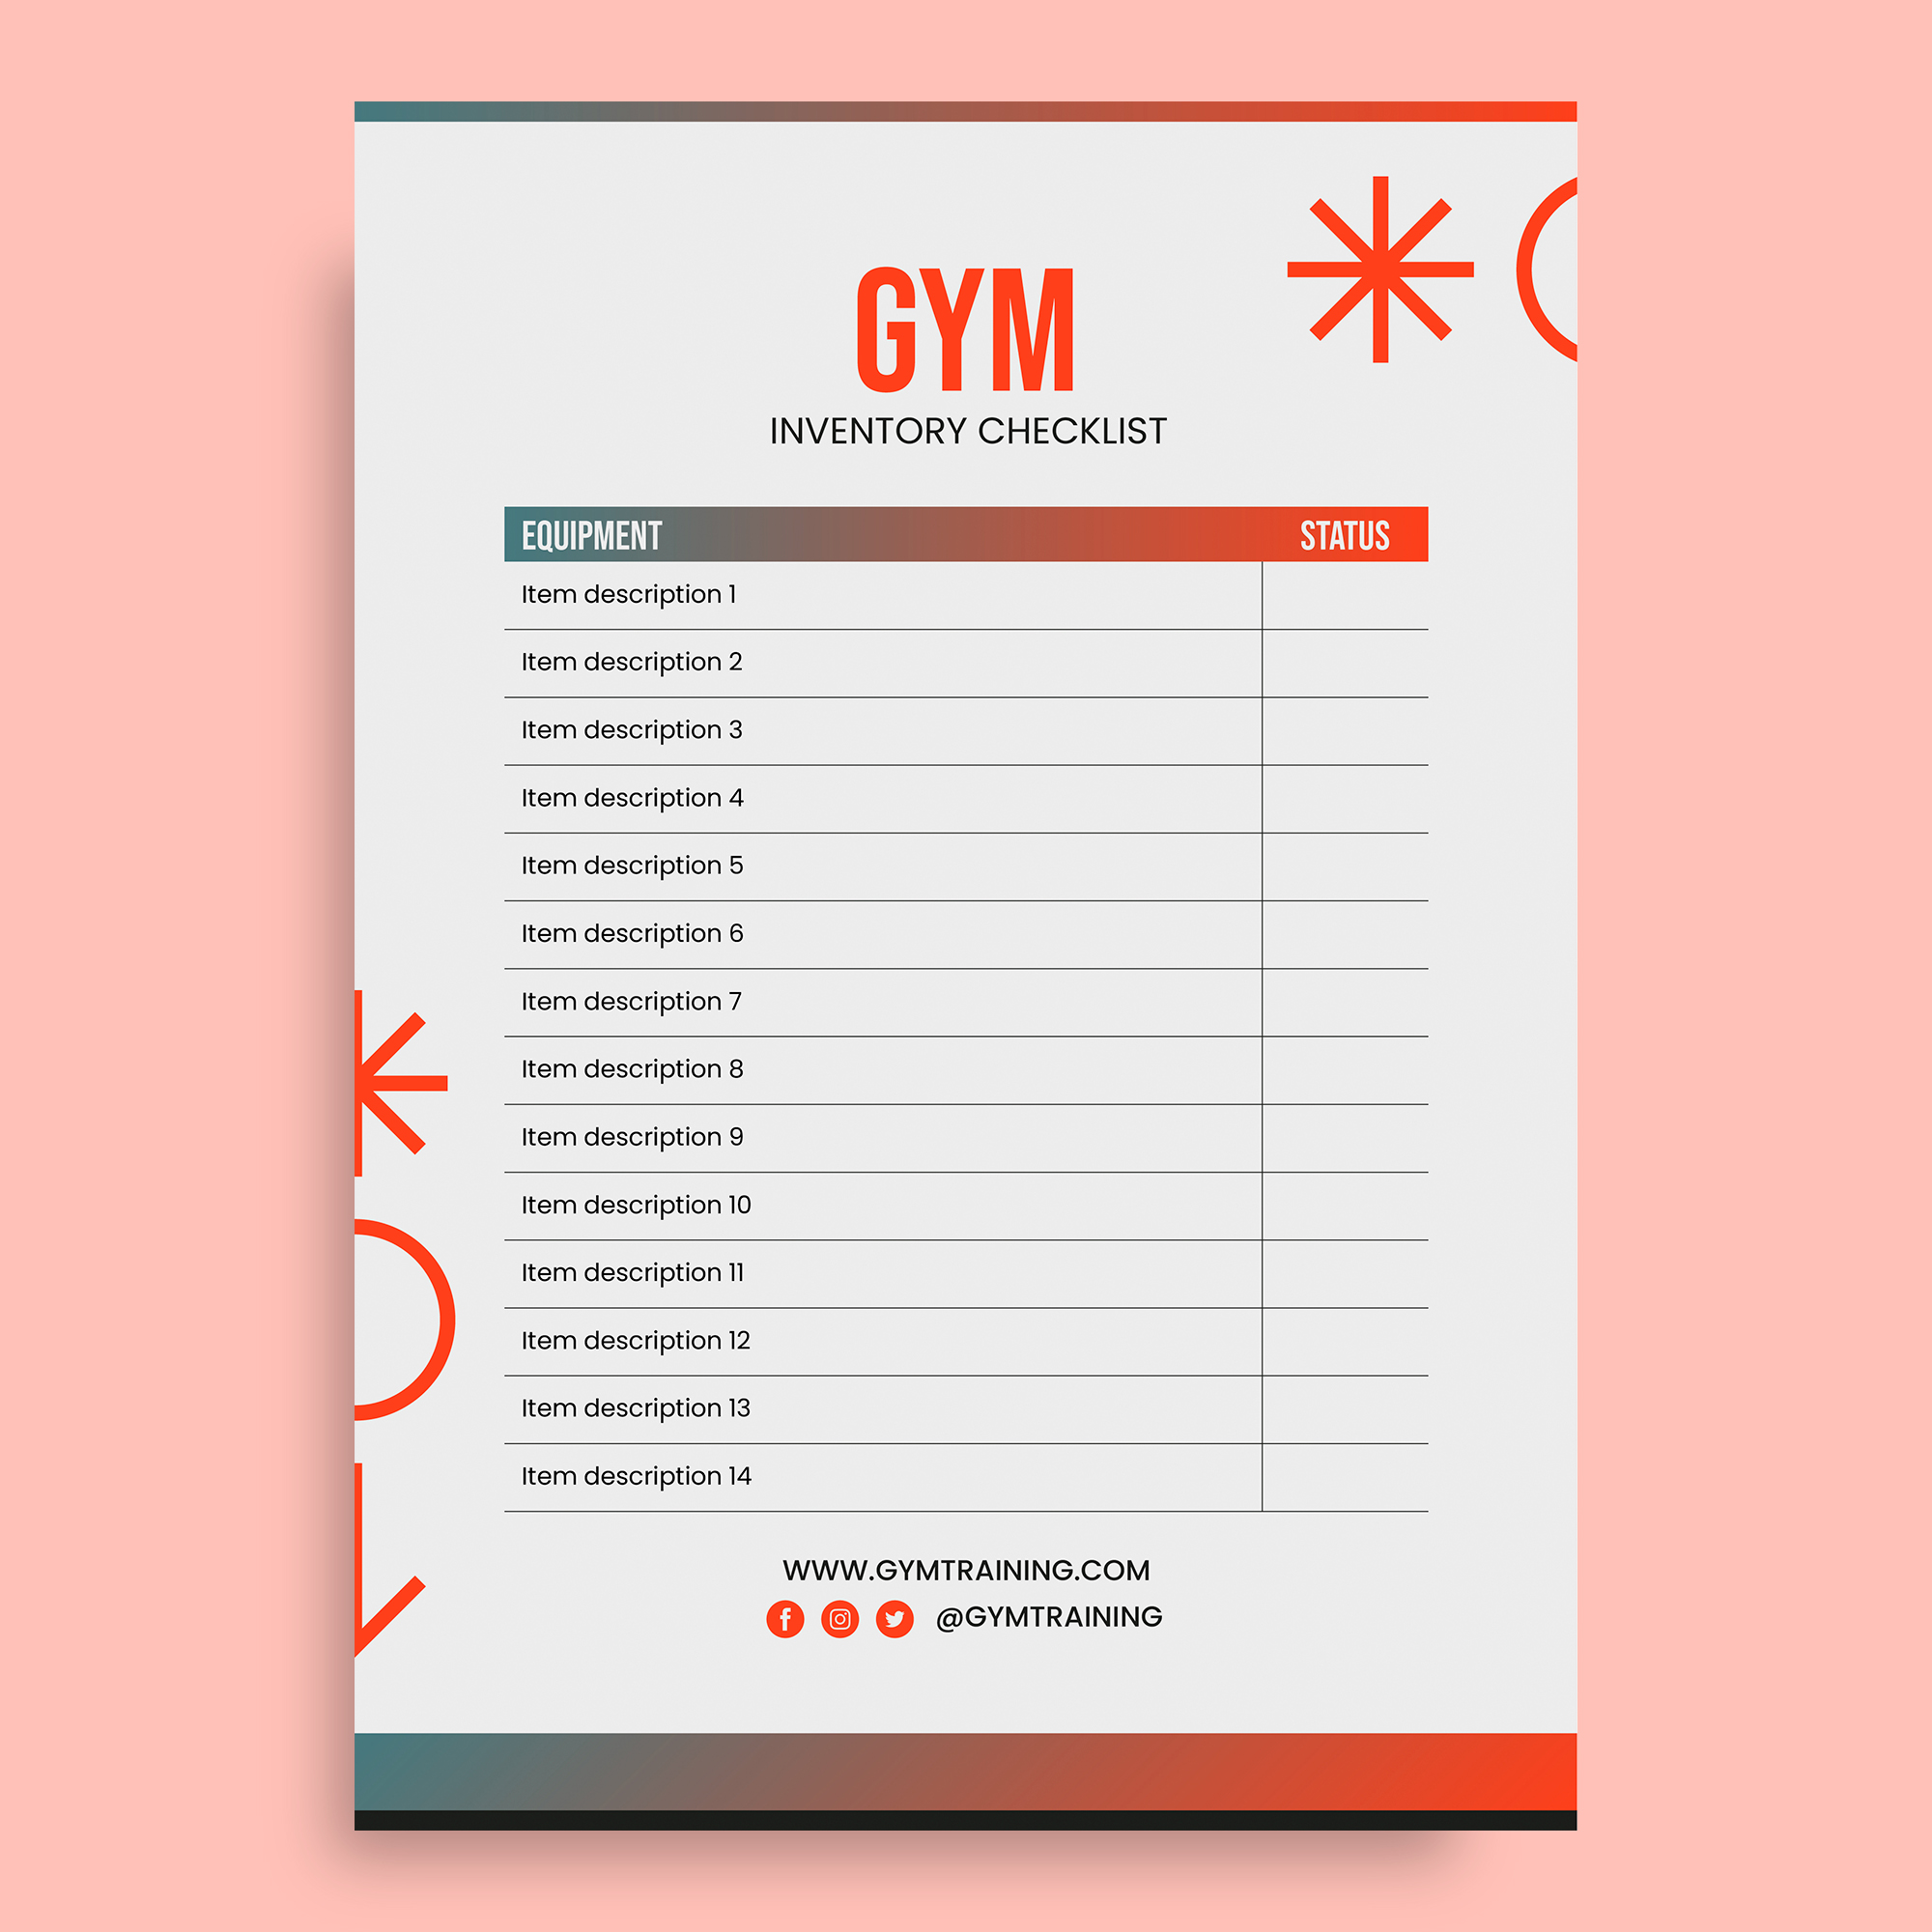 GYM
INVENTORY CHECKLIST
EQUIPMENT STATUS
Item description 1
Item description 2
Item description 3
Item description 4
Item description 5
Item description 6
Item description 7
Item description 8
Item description 9
Item description 10
Item description 11
Item description 12
Item description 13
Item description 14
WWW.GYMTRAINING.COM
@GYMTRAINING